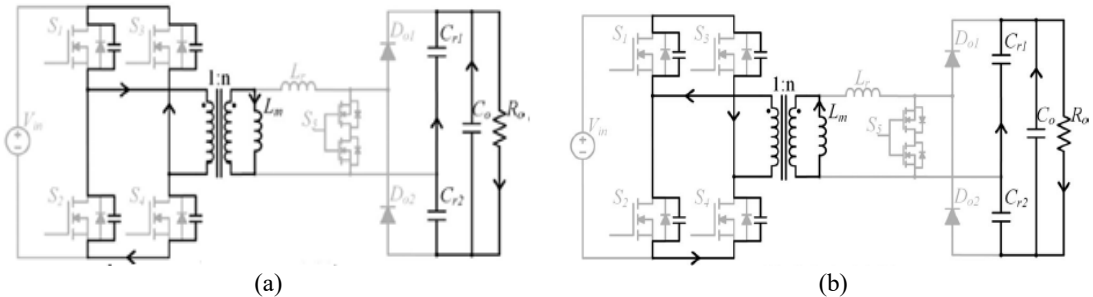 S1 S3 Do1 Cr1
1:n Lr
Vin Lm S5 Co Ro
S2 S4 Do2 Cr2
(a)
S1 S3 Do1 Cr1
1:n Lr
Vin Lm S5 Co Ro
S2 S4 Do2 Cr2
(b)